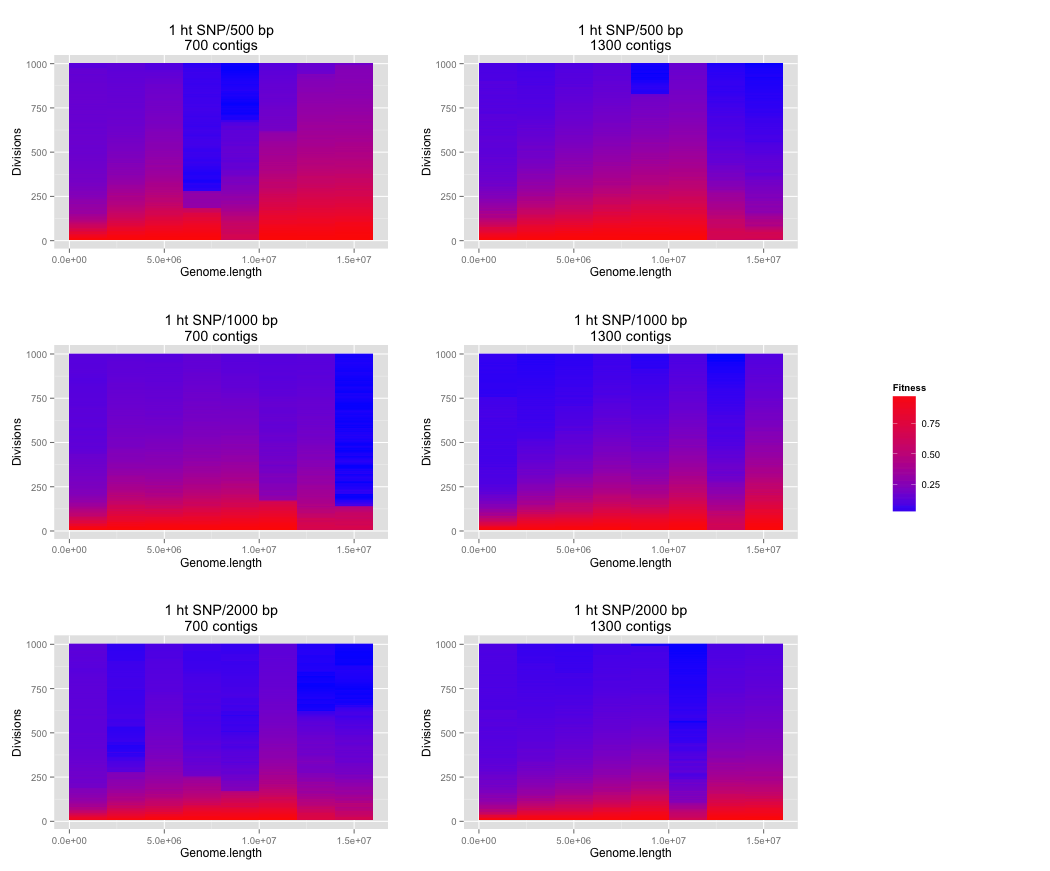 1 ht SNP/500 bp
700 contigs
1000
750
500
250
0
Divisions
0.0e+00
5.0e+06
1.0e+07
1.5e+07
Genome.length
1 ht SNP/500 bp
1300 contigs
1000
750
500
250
0
Divisions
0.0e+00
5.0e+06
1.0e+07
1.5e+07
Genome.length
1 ht SNP/1000 bp
700 contigs
1000
750
500
250
0
Divisions
0.0e+00
5.0e+06
1.0e+07
1.5e+07
Genome.length
1 ht SNP/1000 bp
1300 contigs
1000
750
500
250
0
Divisions
0.0e+00
5.0e+06
1.0e+07
1.5e+07
Genome.length
Fitness
0.75
0.50
0.25
1 ht SNP/2000 bp
700 contigs
1000
750
500
250
0
Divisions
0.0e+00
5.0e+06
1.0e+07
1.5e+07
Genome.length
1 ht SNP/2000 bp
1300 contigs
1000
750
500
250
0
Divisions
0.0e+00
5.0e+06
1.0e+07
1.5e+07
Genome.length